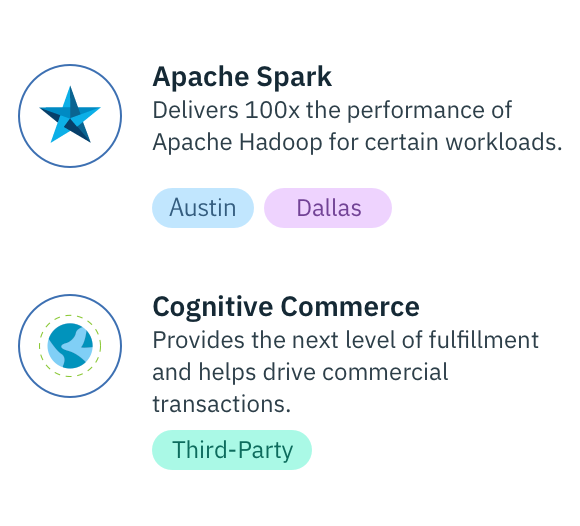 Apache Spark
Delivers 100x the performance of
Apache Hadoop for certain workloads.
Austin Dallas
Cognitive Commerce
Provides the next level of fulfillment
and helps drive commercial
transactions.
Third-Party